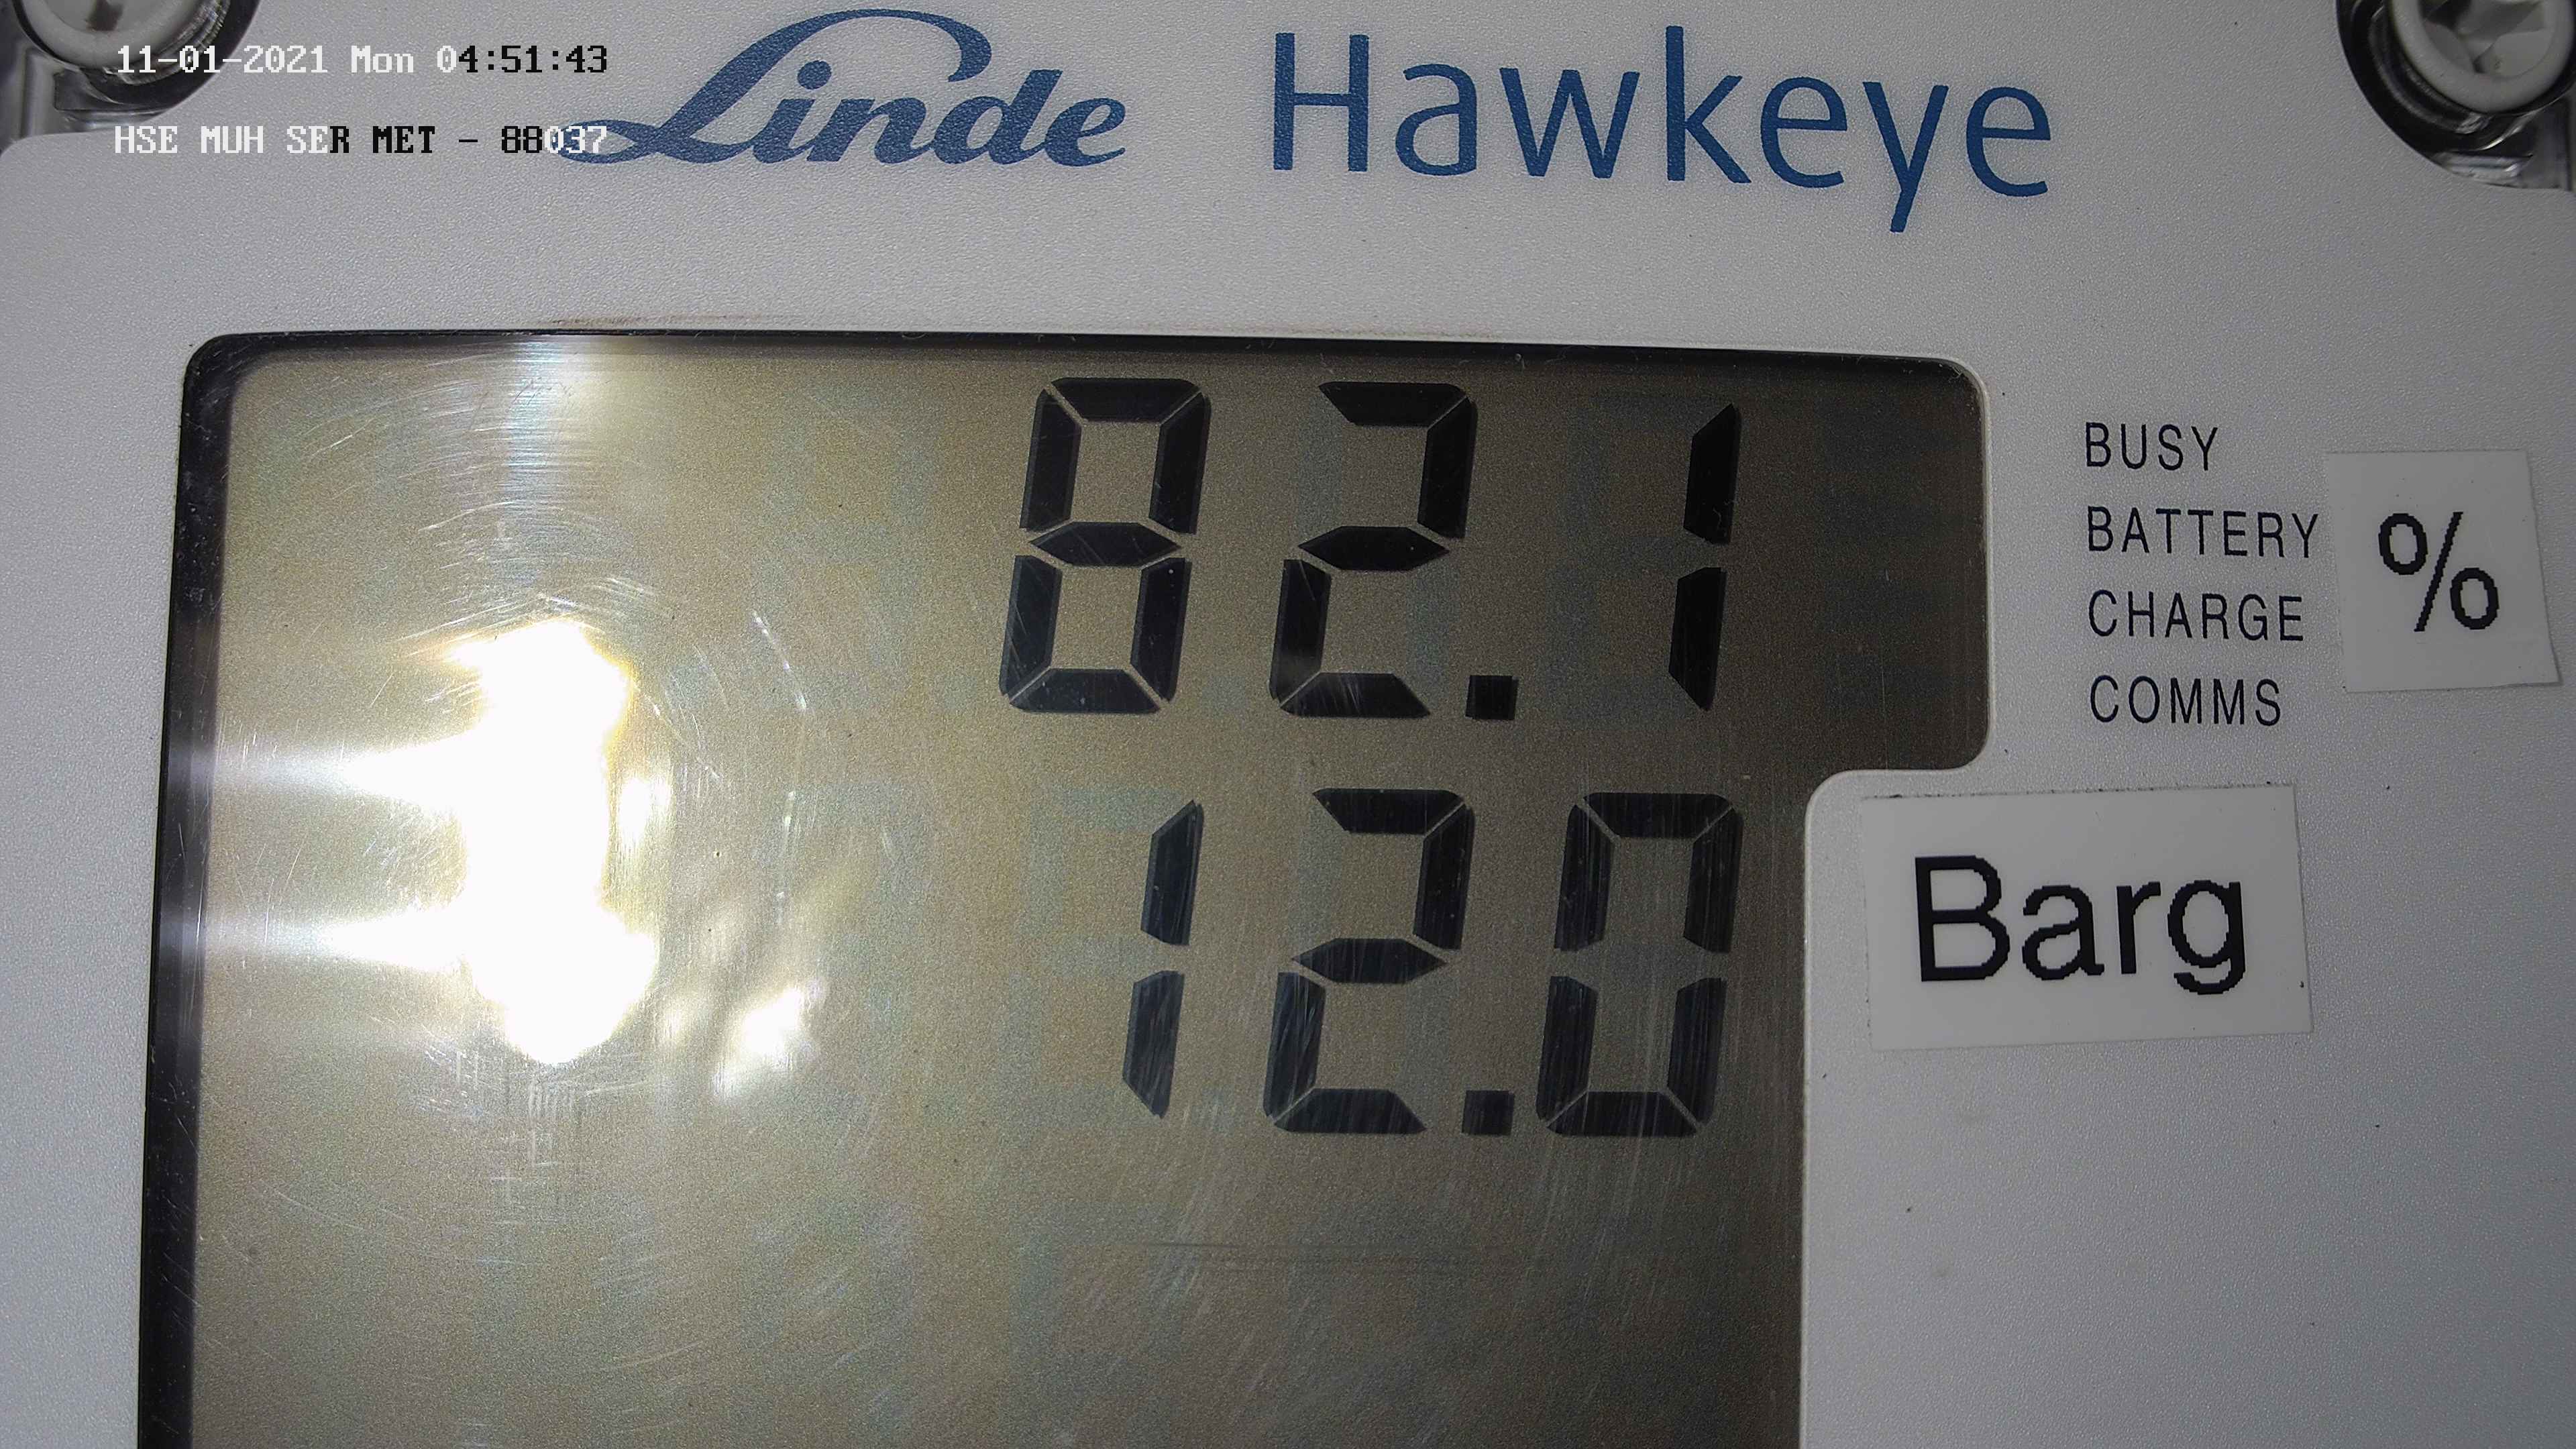 11-01-2021 Mon 04:51:43
HSE MUH SER MET - 88037
Linde Hawkeye
82.1
BUSY
BATTERY
CHARGE
COMMS
%
12.0
Barg